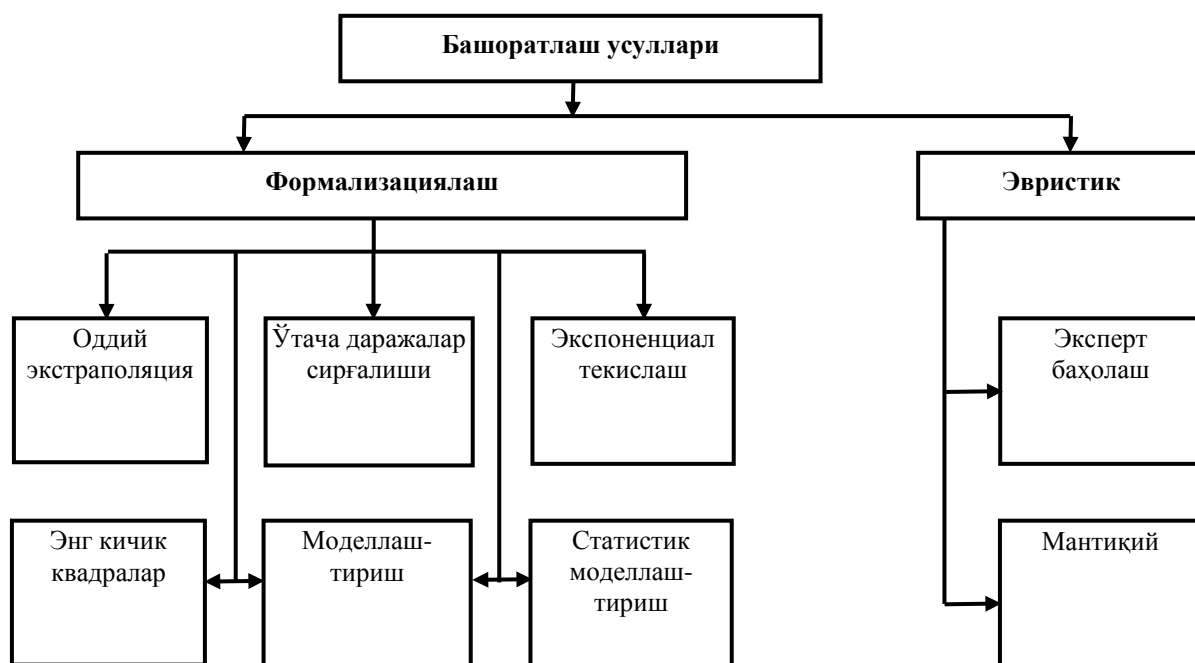 Башоратлаш усуллари
Формализациялаш
Эвристик
Оддий
экстраполяция
Ўтача даражалар
сирғалиши
Экспоненциал
текислаш
Эксперт
баҳолаш
Энг кичик
квадралар
Моделлаш-
тириш
Статистик
моделлаш-
тириш
Мантиқий